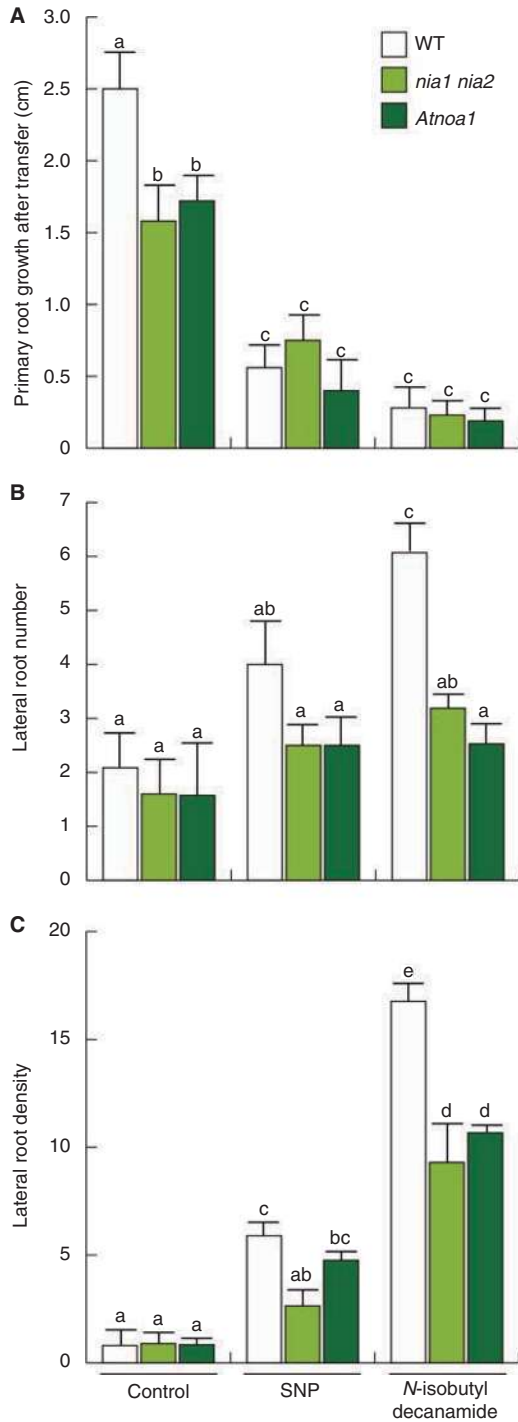 A
Primary root growth after transfer (cm)
3.0
2.5
2.0
1.5
1.0
0.5
0
WT
nia1 nia2
Atnoa1
a
b
b
c
c
c
c
c
c
B
Lateral root number
7
6
5
4
3
2
1
0
a
a
a
ab
a
a
c
ab
a
C
Lateral root density
20
15
10
5
0
a
a
a
c
ab
bc
e
d
d
Control
SNP
N-isobutyl
decanamide